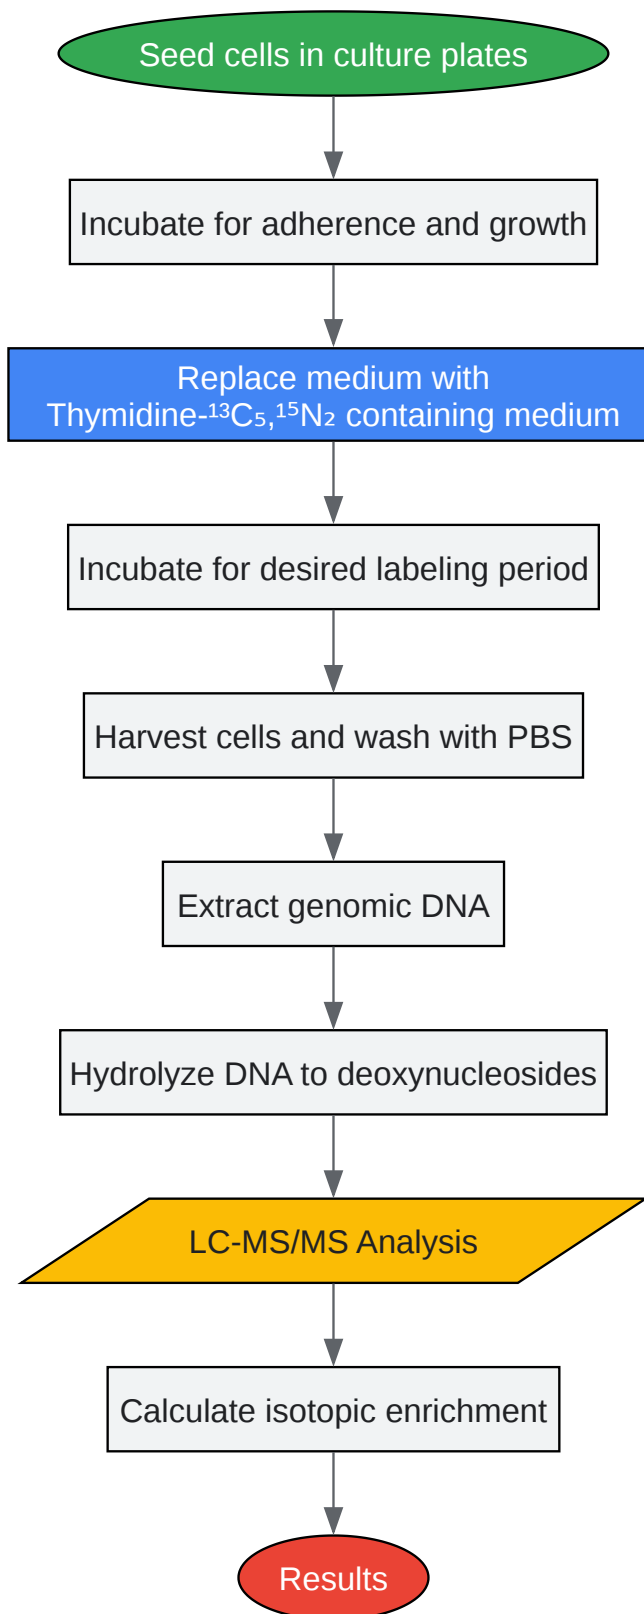 Seed cells in culture plates
Incubate for adherence and growth
Replace medium with
Thymidine-¹³C₅,¹⁵N₂ containing medium
Incubate for desired labeling period
Harvest cells and wash with PBS
Extract genomic DNA
Hydrolyze DNA to deoxynucleosides
LC-MS/MS Analysis
Calculate isotopic enrichment
Results